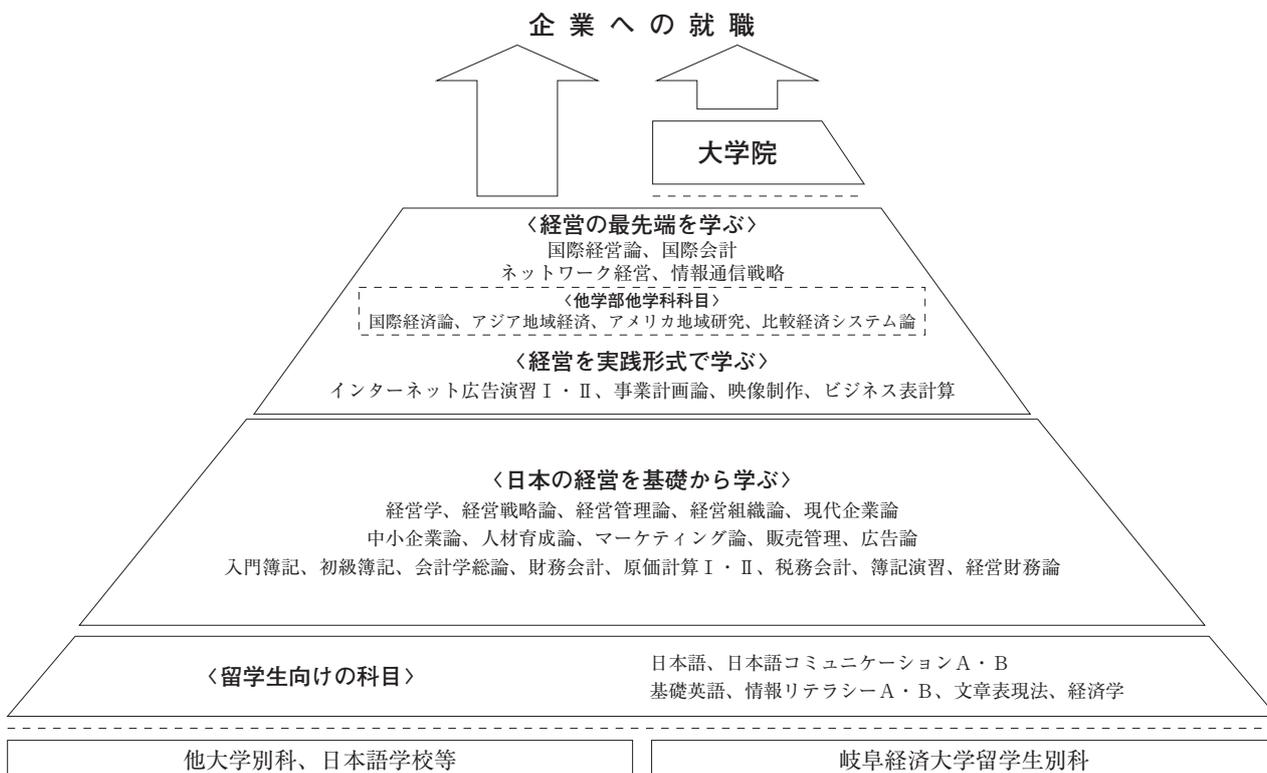 企業への就職
大学院
〈経営の最先端を学ぶ〉
国際経営論、国際会計
ネットワーク経営、情報通信戦略
〈他学部他学科科目〉
国際経済論、アジア地域経済、アメリカ地域研究、比較経済システム論
〈経営を実践形式で学ぶ〉
インターネット広告演習Ⅰ・Ⅱ、事業計画論、映像制作、ビジネス表計算
〈日本の経営を基礎から学ぶ〉
経営学、経営戦略論、経営管理論、経営組織論、現代企業論
中小企業論、人材育成論、マーケティング論、販売管理、広告論
入門簿記、初級簿記、会計学総論、財務会計、原価計算Ⅰ・Ⅱ、税務会計、簿記演習、経営財務論
〈留学生向けの科目〉
日本語、日本語コミュニケーションA・B
基礎英語、情報リテラシーA・B、文章表現法、経済学
他大学別科、日本語学校等
岐阜経済大学留学生別科